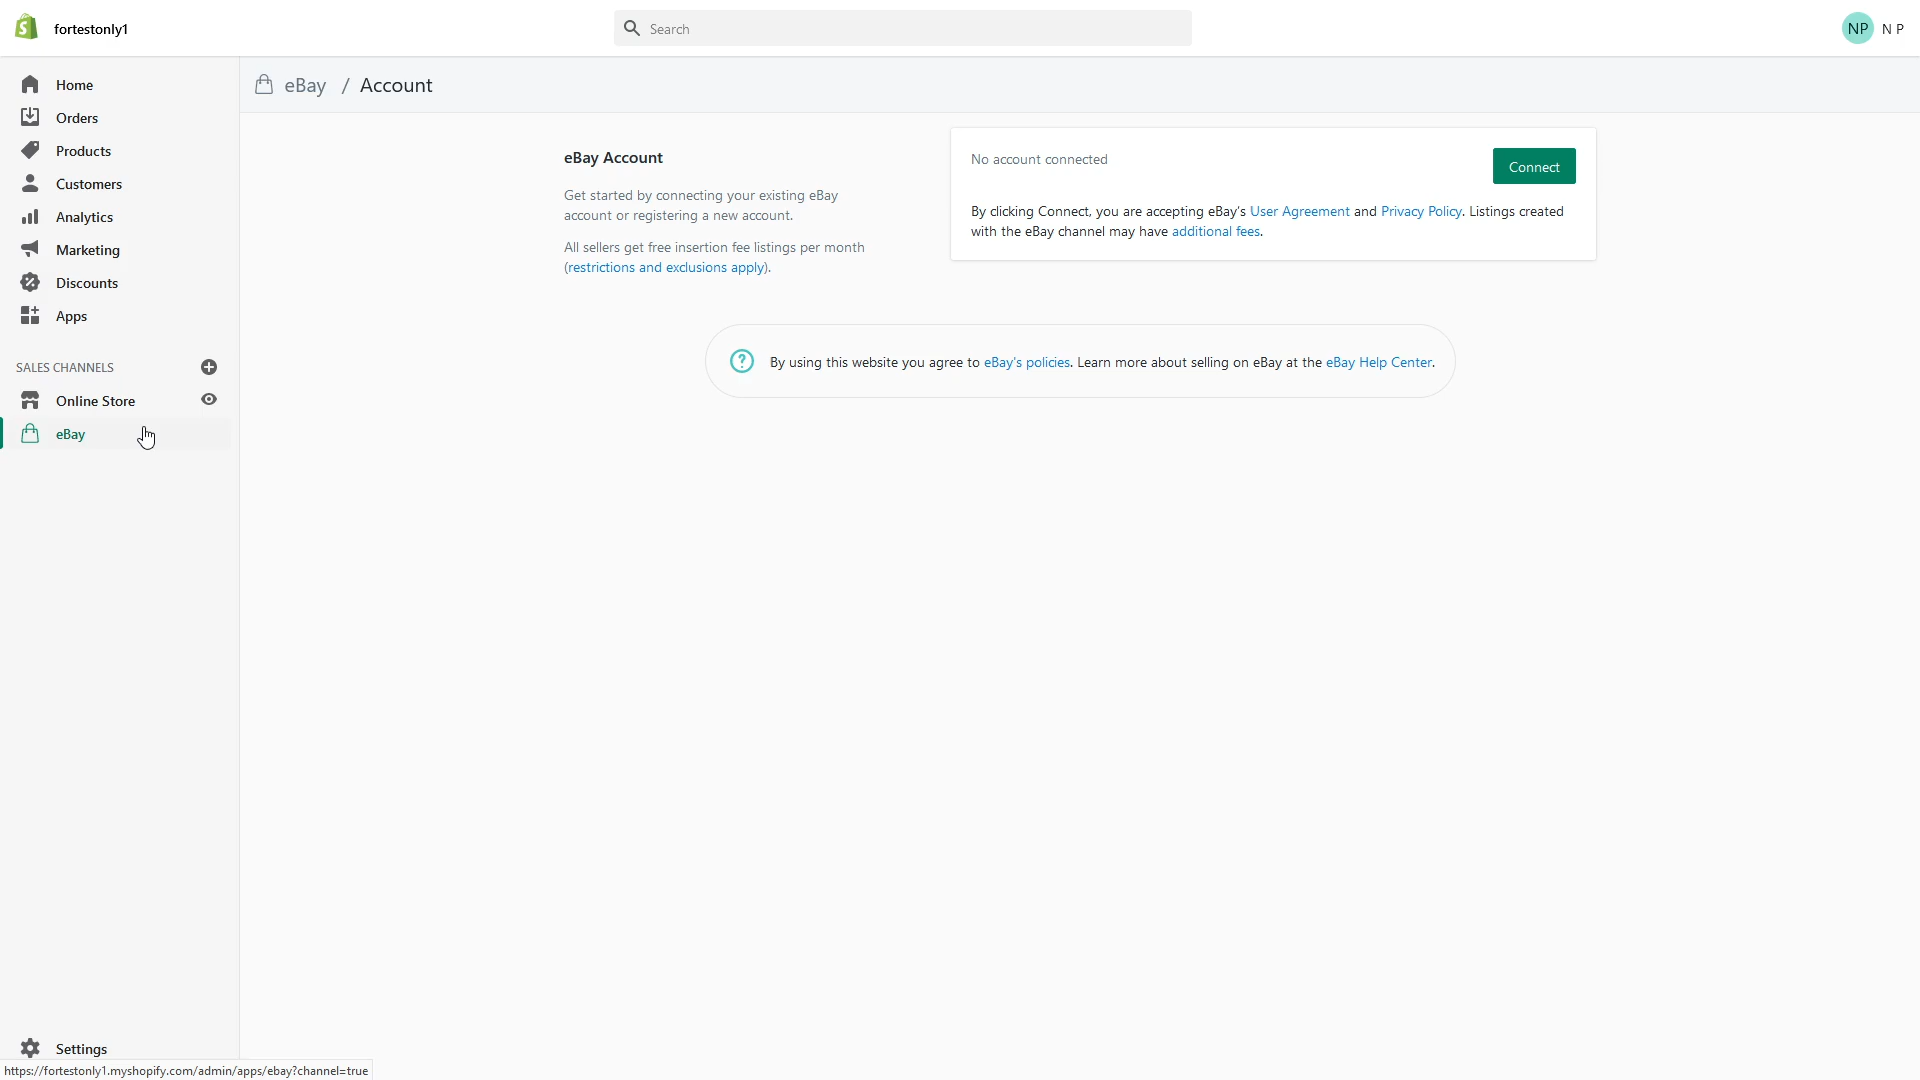 fortestonly1
Search
NP
N P
Home
Orders
Products
Customers
Analytics
Marketing
Discounts
Apps
SALES CHANNELS
Online Store
eBay
Settings
eBay / Account
eBay Account
Get started by connecting your existing eBay
account or registering a new account.
All sellers get free insertion fee listings per month
(restrictions and exclusions apply).
No account connected
Connect
By clicking Connect, you are accepting eBay's User Agreement and Privacy Policy. Listings created
with the eBay channel may have additional fees.
By using this website you agree to eBay's policies. Learn more about selling on eBay at the eBay Help Center.
https://fortestonly1.myshopify.com/admin/apps/ebay?channel=true